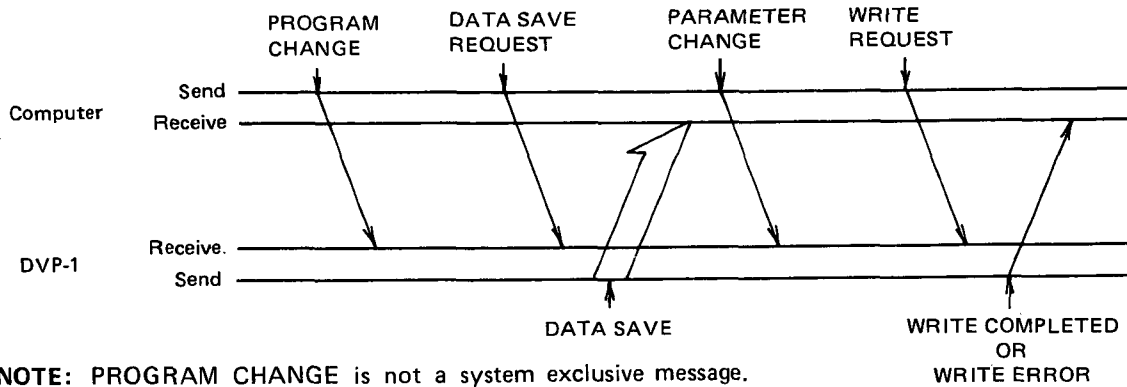 PROGRAM
CHANGE
DATA SAVE
REQUEST
PARAMETER
CHANGE
WRITE
REQUEST
Computer
Send
Receive
DVP-1
Receive.
Send
DATA SAVE
WRITE COMPLETED
OR
WRITE ERROR
NOTE: PROGRAM CHANGE is not a system exclusive message.